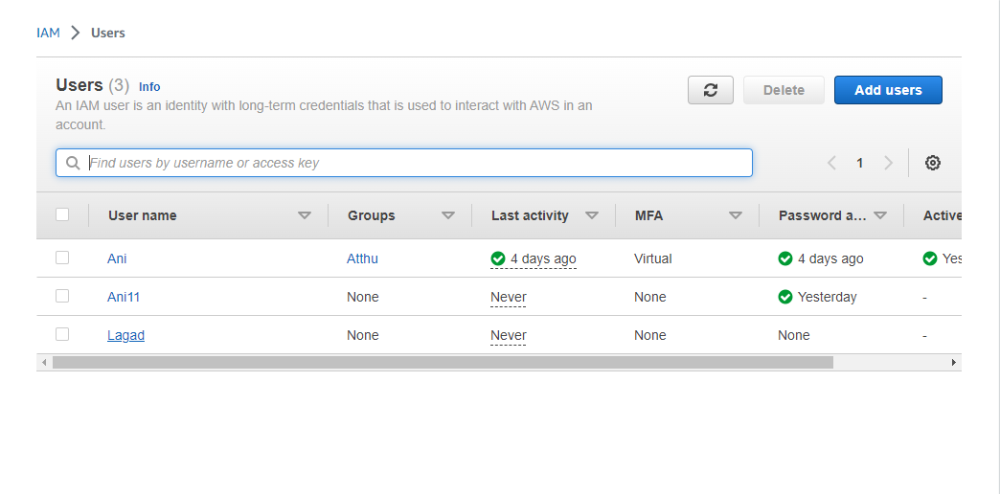 IAM > Users
Users (3) Info
An IAM user is an identity with long-term credentials that is used to interact with AWS in an
account.
Delete
Add users
Find users by username or access key
1
User name Groups Last activity MFA Password a... Active
Ani Atthu 4 days ago Virtual 4 days ago Yes
Ani11 None Never None Yesterday -
Lagad None Never None None -